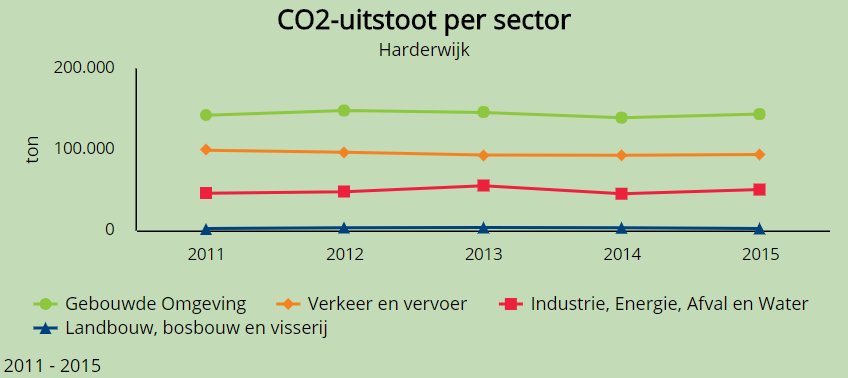 CO2-uitstoot per sector
Harderwijk
200.000
ton
100.000
0
2011 2012 2013 2014 2015
Gebouwde Omgeving Verkeer en vervoer Industrie, Energie, Afval en Water
Landbouw, bosbouw en visserij
2011 - 2015